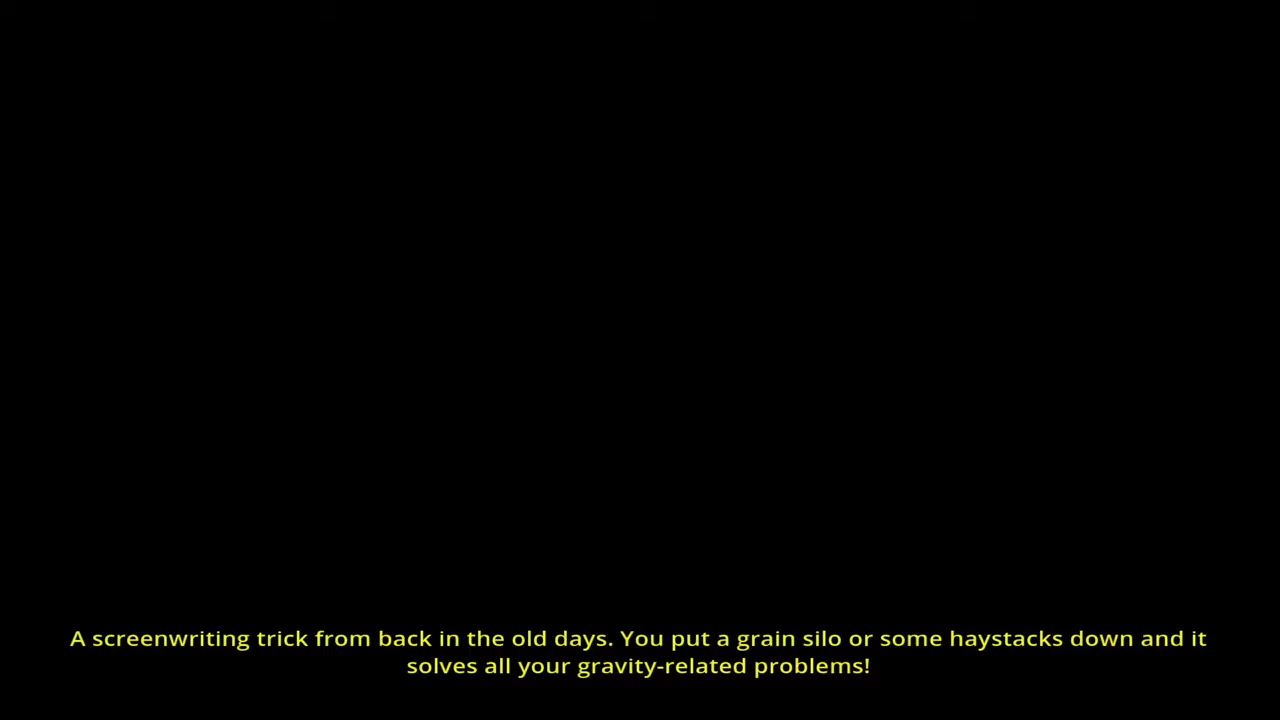 A screenwriting trick from back in the old days. You put a grain silo or some haystacks down and it
solves all your gravity-related problems!